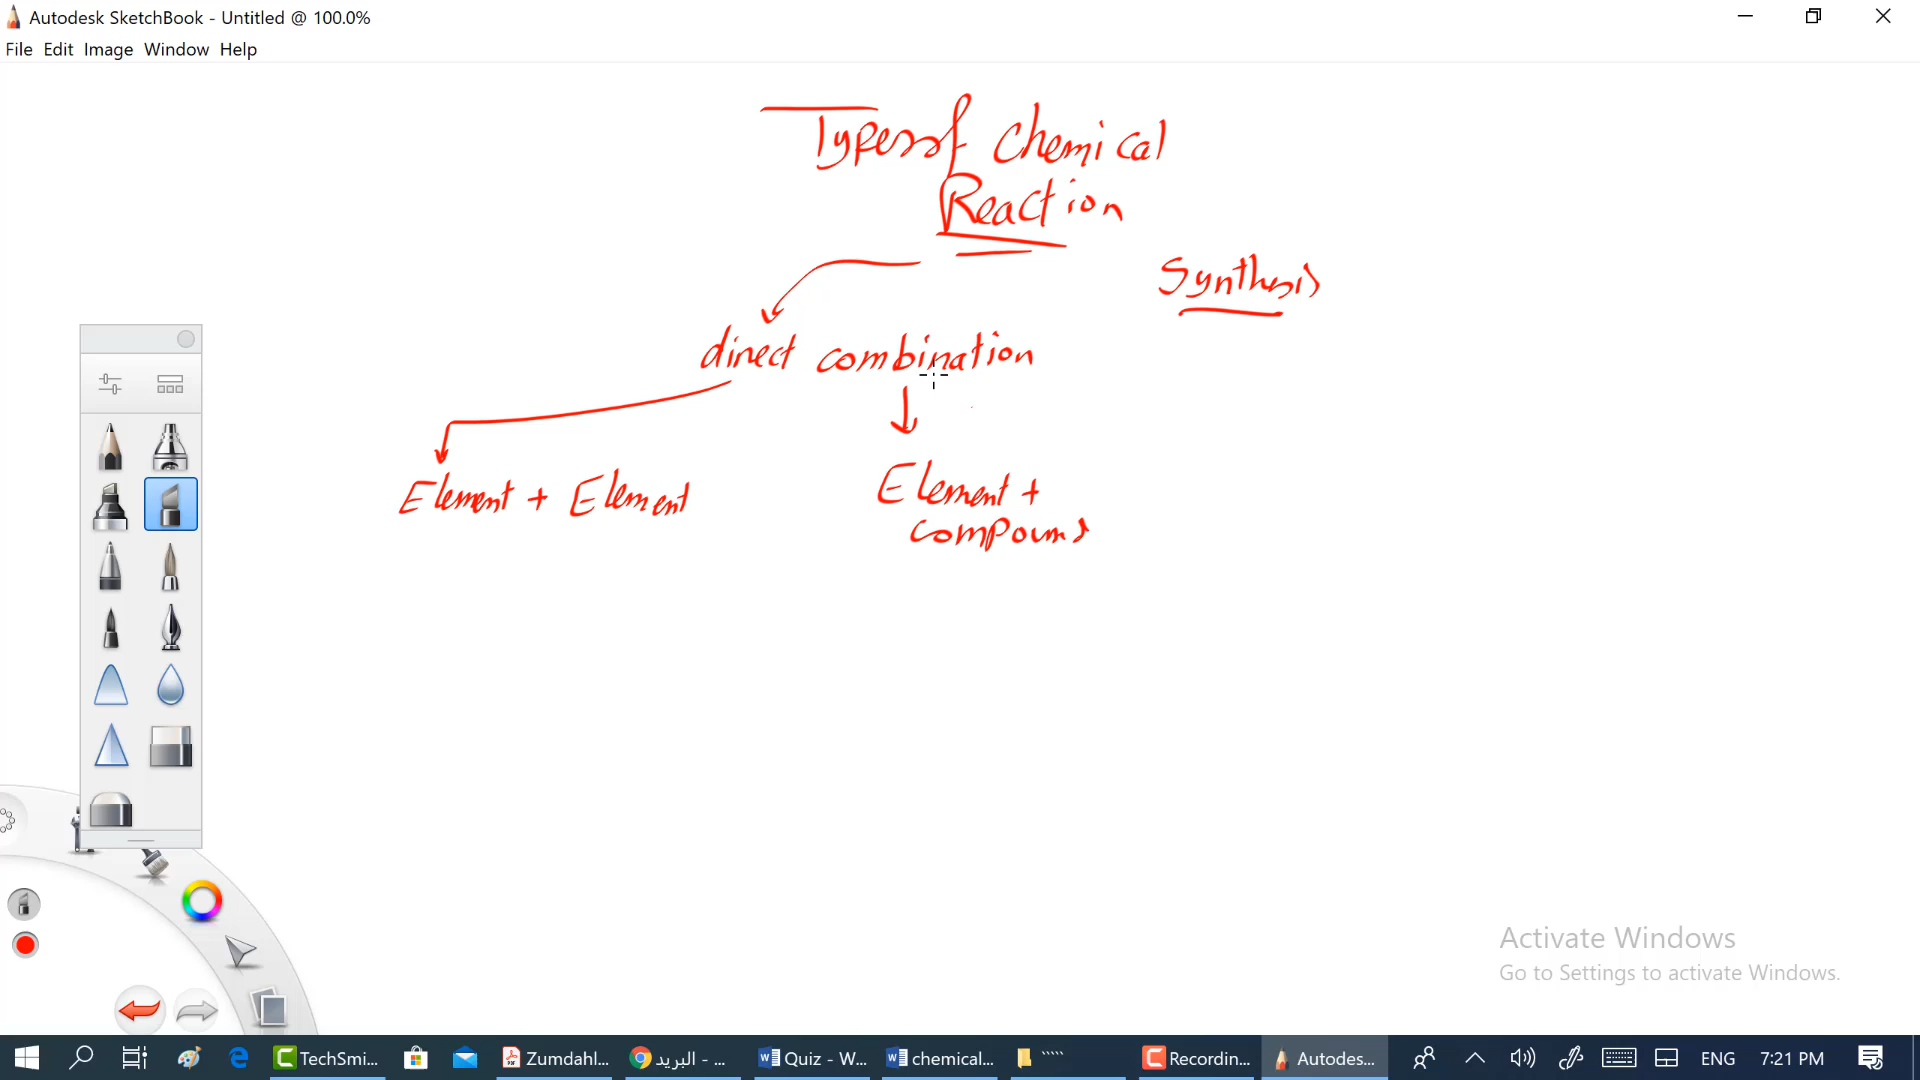 Autodesk SketchBook - Untitled @ 100.0%
File Edit Image Window Help
Types of Chemical
Reaction
Synthesis
direct combination
Element + Element
Element +
compound
Activate Windows
Go to Settings to activate Windows.
TechSmi... Zumdahl... البريد - ... Quiz - W... chemical... ````` Recordin... Autodes... ENG 7:21 PM